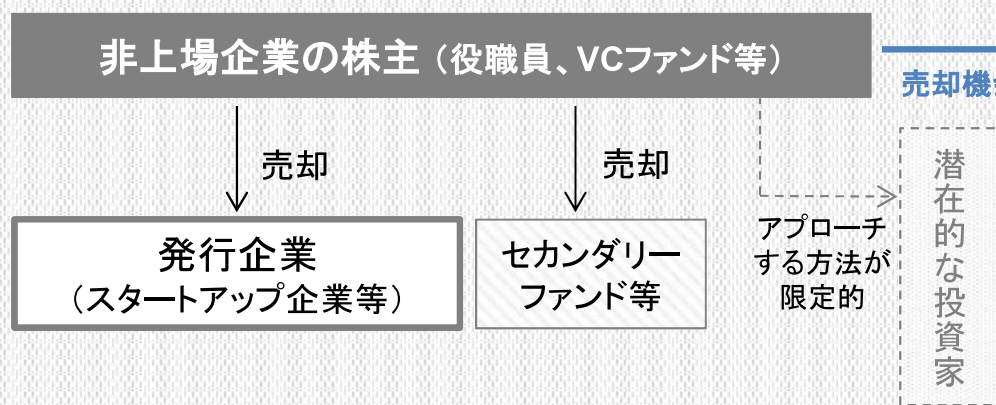 非上場企業の株主（役職員、VCファンド等）
売却機
売却
売却
発行企業
（スタートアップ企業等）
セカンダリー
ファンド等
アプローチ
する方法が
限定的
潜在的な投資家